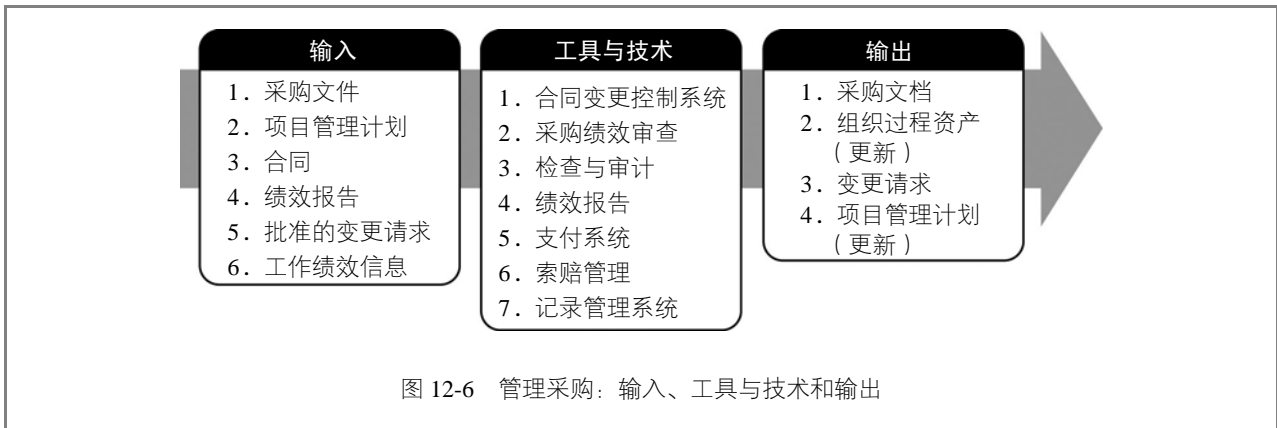 输入
1. 采购文件
2. 项目管理计划
3. 合同
4. 绩效报告
5. 批准的变更请求
6. 工作绩效信息
工具与技术
1. 合同变更控制系统
2. 采购绩效审查
3. 检查与审计
4. 绩效报告
5. 支付系统
6. 索赔管理
7. 记录管理系统
输出
1. 采购文档
2. 组织过程资产
（更新）
3. 变更请求
4. 项目管理计划
（更新）
图 12-6 管理采购：输入、工具与技术和输出